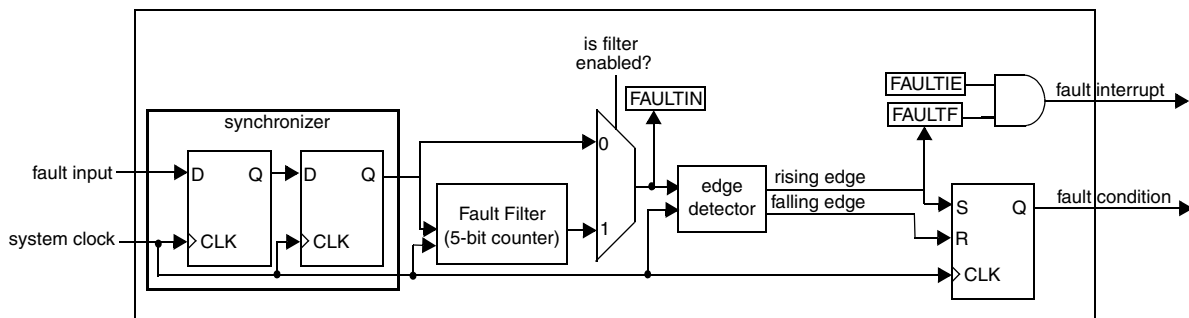 is filter
enabled?
FAULTIN
FAULTIE
fault interrupt
FAULTF
synchronizer
fault input
D Q
D Q
0
edge
detector
rising edge
falling edge
S Q
fault condition
Fault Filter
(5-bit counter)
1
R
system clock
CLK
CLK
CLK